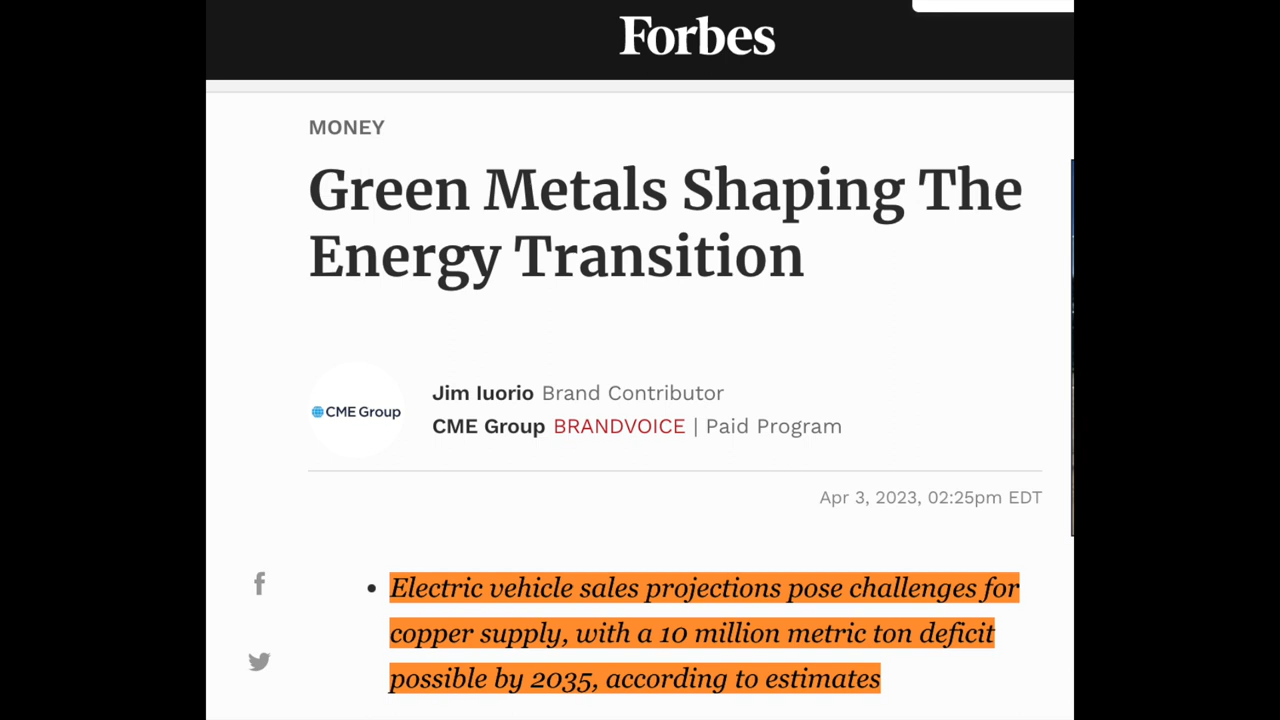 Forbes
MONEY
Green Metals Shaping The
Energy Transition
CME Group
Jim Iuorio Brand Contributor
CME Group BRANDVOICE | Paid Program
Apr 3, 2023, 02:25pm EDT
• Electric vehicle sales projections pose challenges for
copper supply, with a 10 million metric ton deficit
possible by 2035, according to estimates